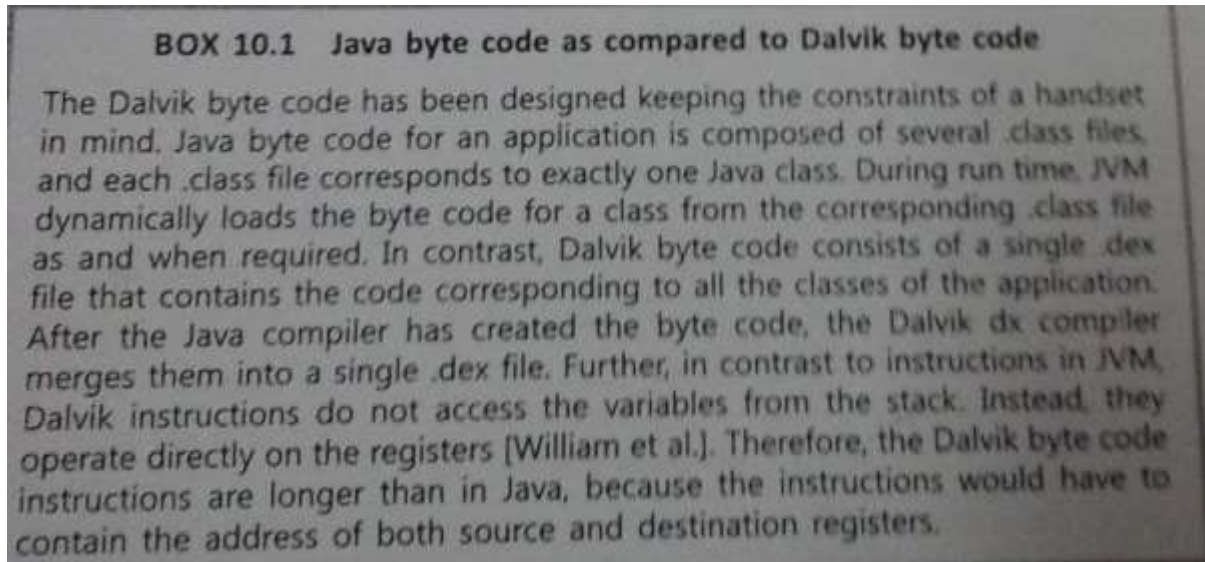 BOX 10.1 Java byte code as compared to Dalvik byte code
The Dalvik byte code has been designed keeping the constraints of a handset
in mind. Java byte code for an application is composed of several .class files,
and each .class file corresponds to exactly one Java class. During run time, JVM
dynamically loads the byte code for a class from the corresponding .class file
as and when required. In contrast, Dalvik byte code consists of a single .dex
file that contains the code corresponding to all the classes of the application.
After the Java compiler has created the byte code, the Dalvik dx compiler
merges them into a single .dex file. Further, in contrast to instructions in JVM,
Dalvik instructions do not access the variables from the stack. Instead, they
operate directly on the registers [William et al.]. Therefore, the Dalvik byte code
instructions are longer than in Java, because the instructions would have to
contain the address of both source and destination registers.